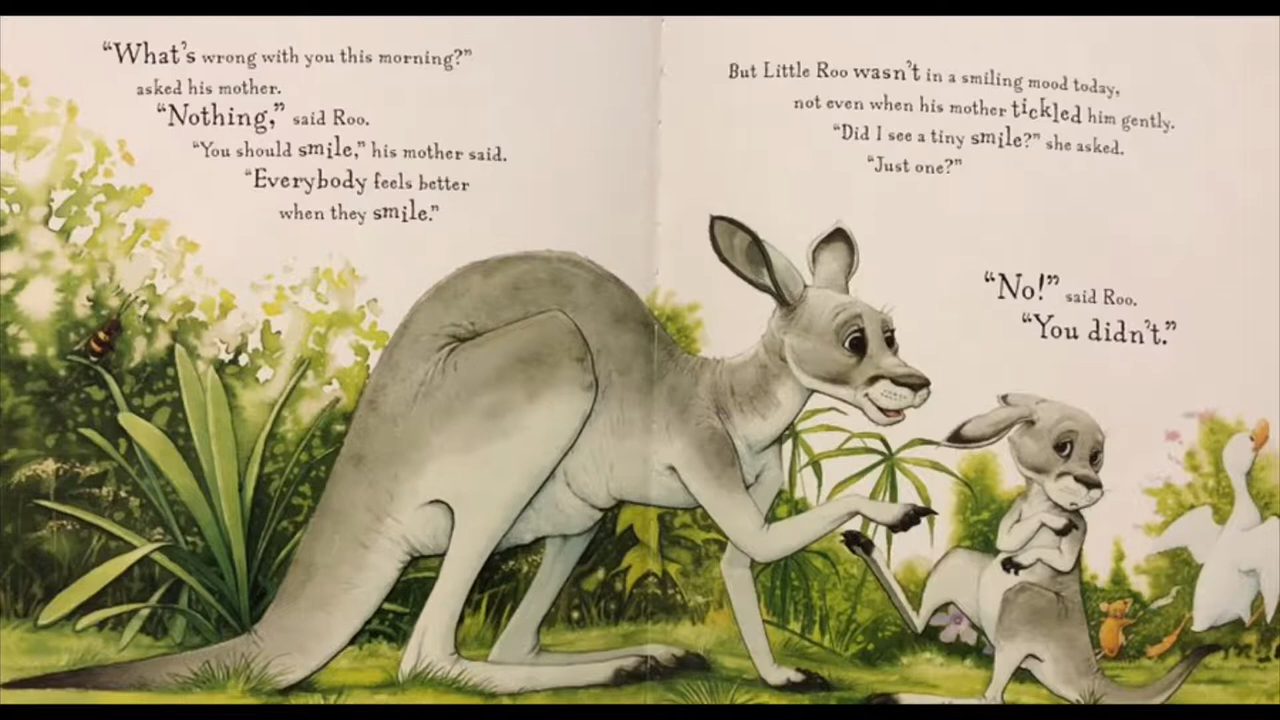 “What's wrong with you this morning?”
asked his mother.
“Nothing,” said Roo.
“You should smile,” his mother said.
“Everybody feels better
when they smile.”
But Little Roo wasn't in a smiling mood today,
not even when his mother tickled him gently.
“Did I see a tiny smile?” she asked.
“Just one?”
“No!” said Roo.
“You didn't.”